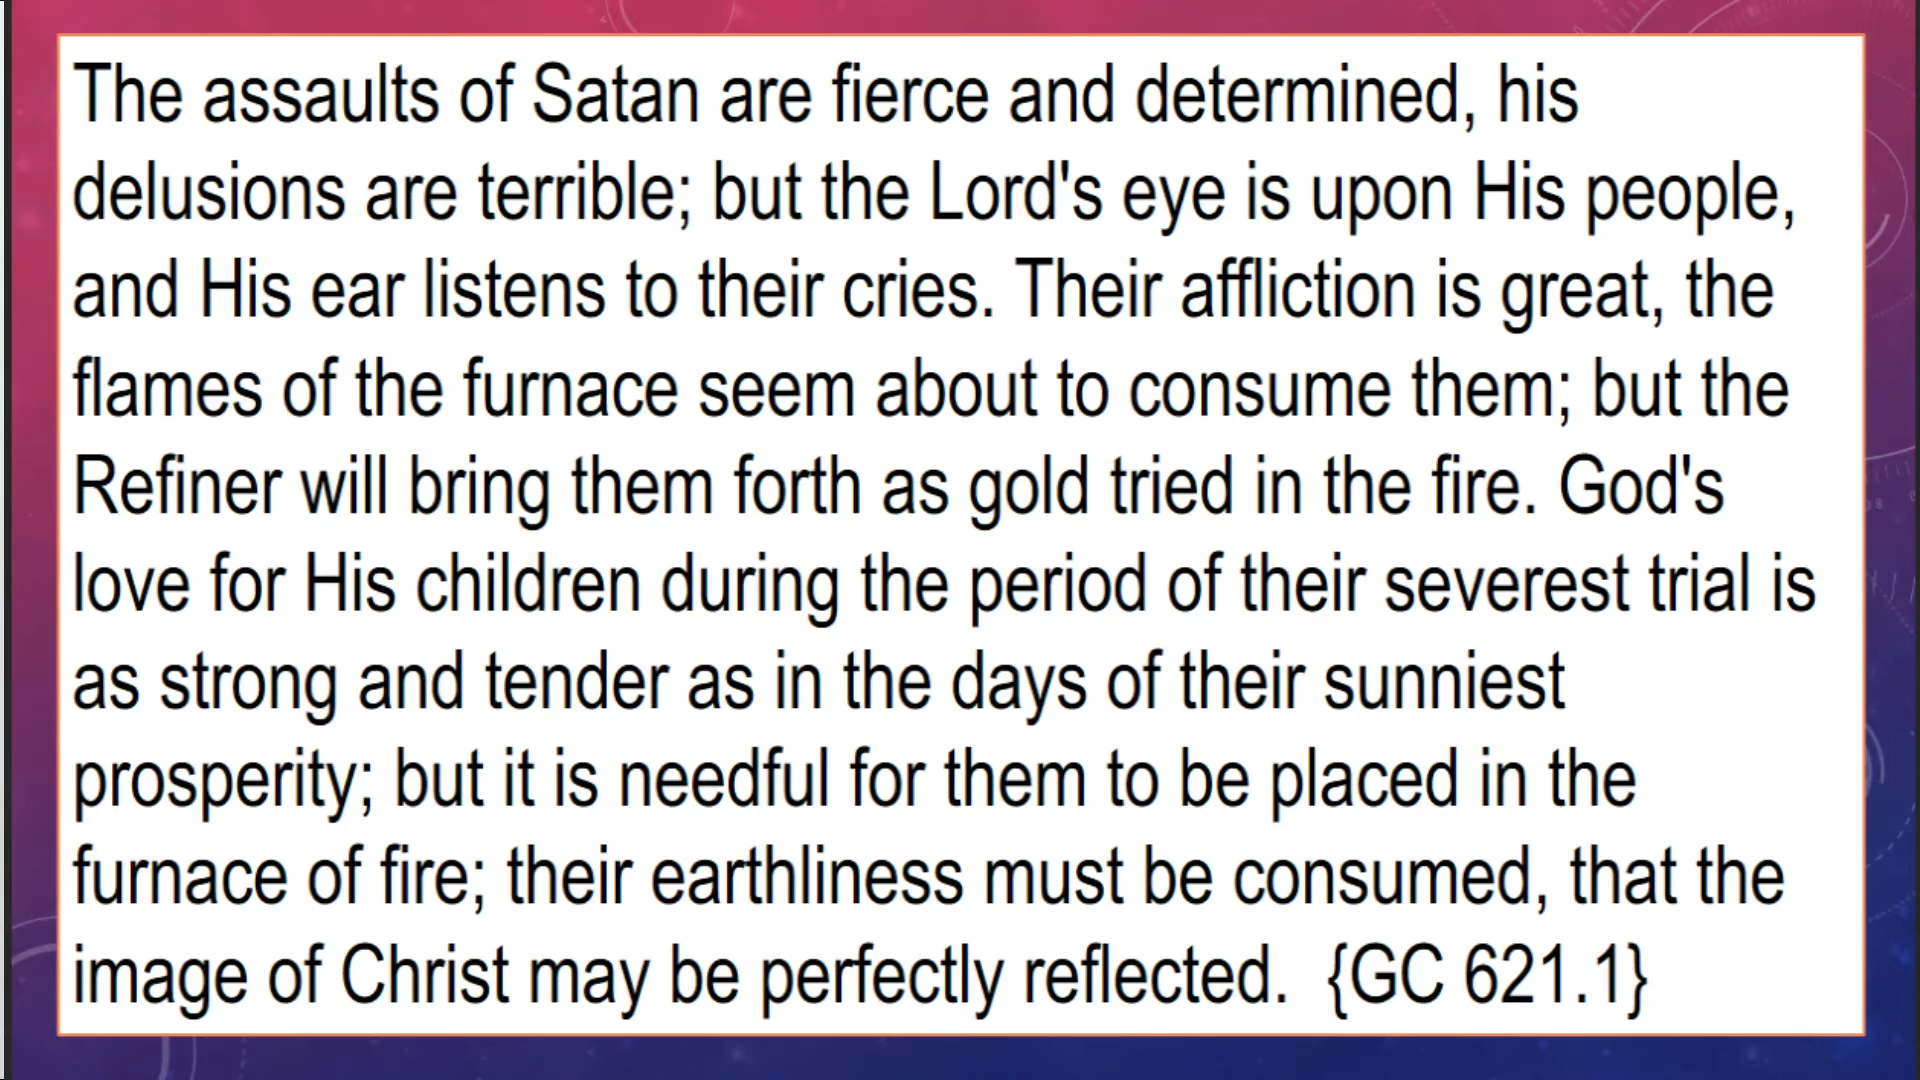 The assaults of Satan are fierce and determined, his
delusions are terrible; but the Lord's eye is upon His people,
and His ear listens to their cries. Their affliction is great, the
flames of the furnace seem about to consume them; but the
Refiner will bring them forth as gold tried in the fire. God's
love for His children during the period of their severest trial is
as strong and tender as in the days of their sunniest
prosperity; but it is needful for them to be placed in the
furnace of fire; their earthliness must be consumed, that the
image of Christ may be perfectly reflected.  {GC 621.1}